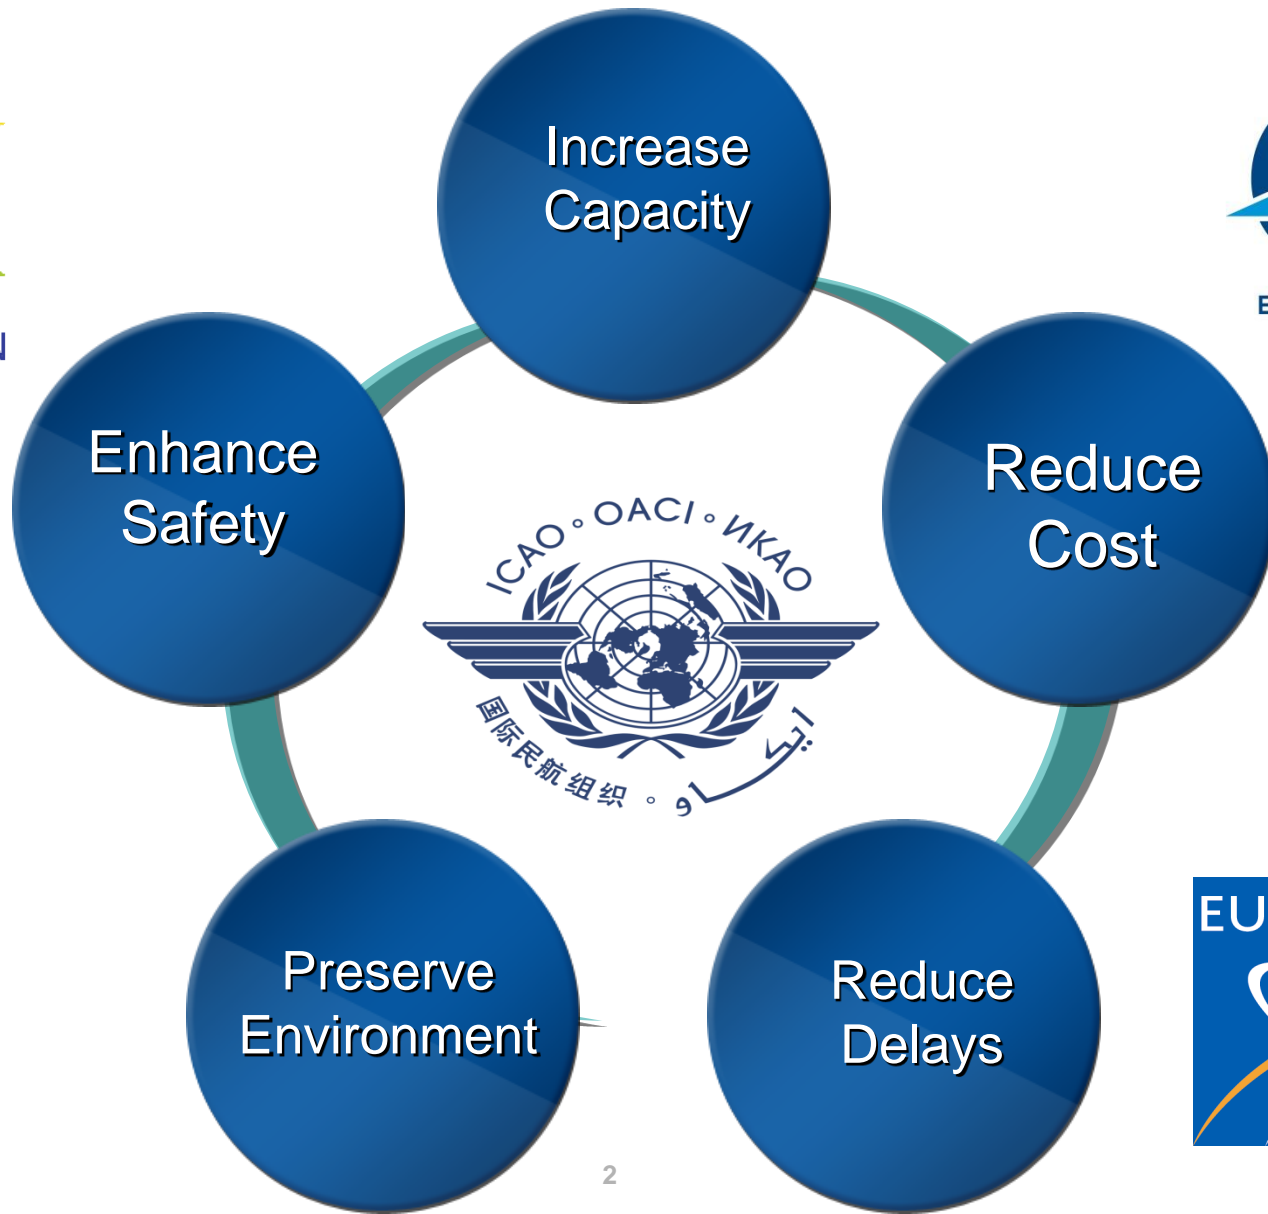 Increase
Capacity
Enhance
Safety
Reduce
Cost
ICAO ° OACI ° ИКАО
国际民航组织 ° ايكاو
Preserve
Environment
Reduce
Delays
EU
2